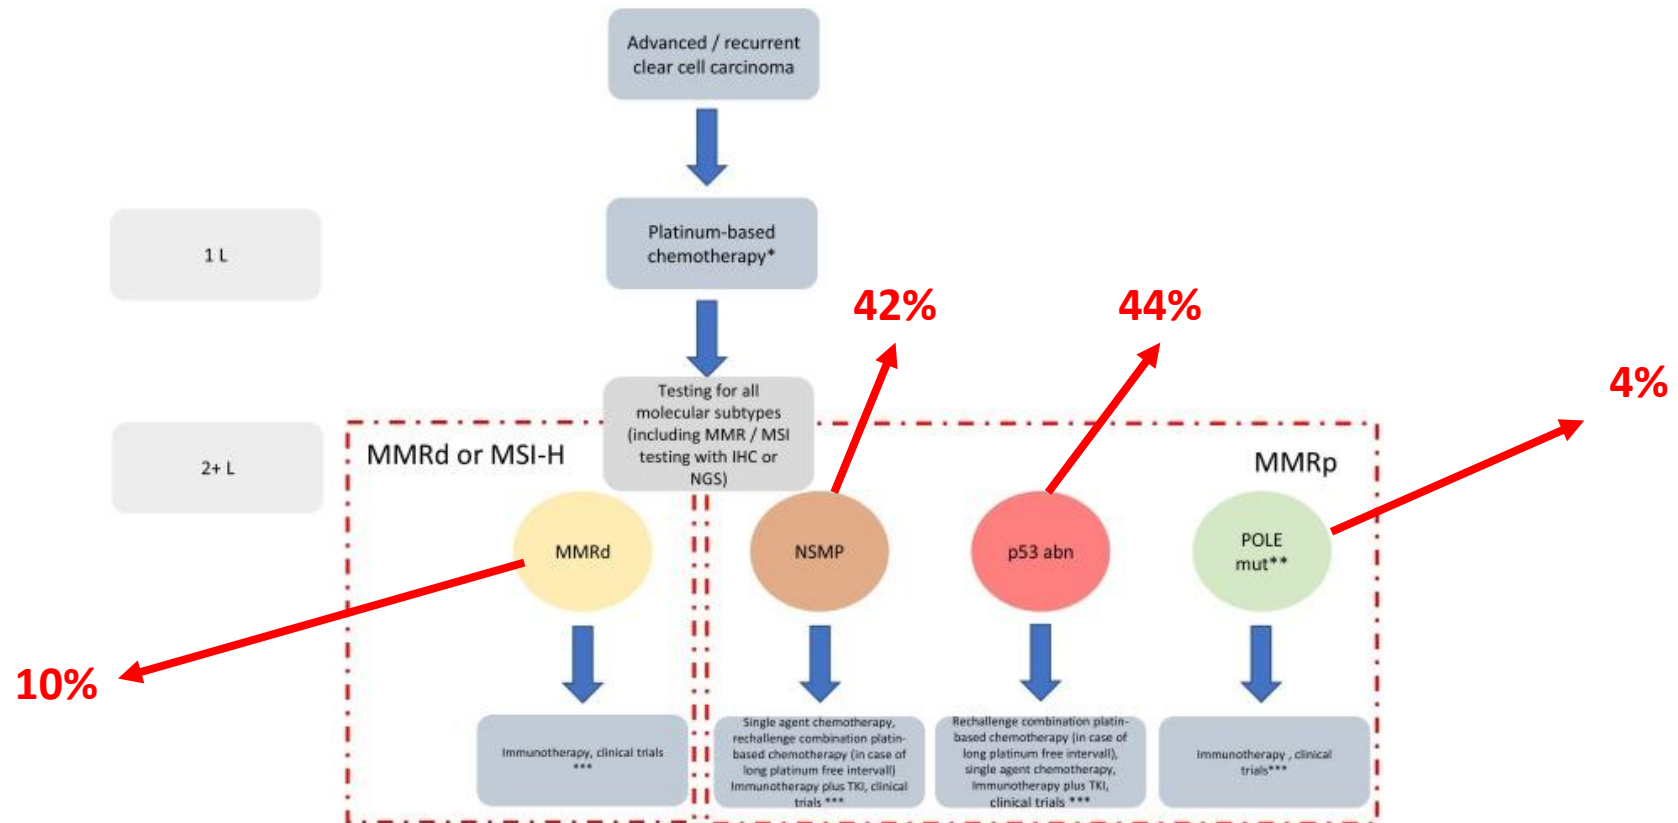 Advanced / recurrent
clear cell carcinoma
1 L
Platinum-based
chemotherapy*
42%
44%
4%
2+ L
Testing for all
molecular subtypes
(including MMR / MSI
testing with IHC or
NGS)
MMRd or MSI-H
MMRp
MMRd
NSMP
p53 abn
POLE
mut**
10%
Immunotherapy, clinical trials
***
Single agent chemotherapy,
rechallenge combination platin-
based chemotherapy (in case of
long platinum free intervall)
Immunotherapy plus TKI, clinical
trials ***
Rechallenge combination platin-
based chemotherapy (in case of
long platinum free intervall),
single agent chemotherapy,
Immunotherapy plus TKI,
clinical trials ***
Immunotherapy , clinical
trials***